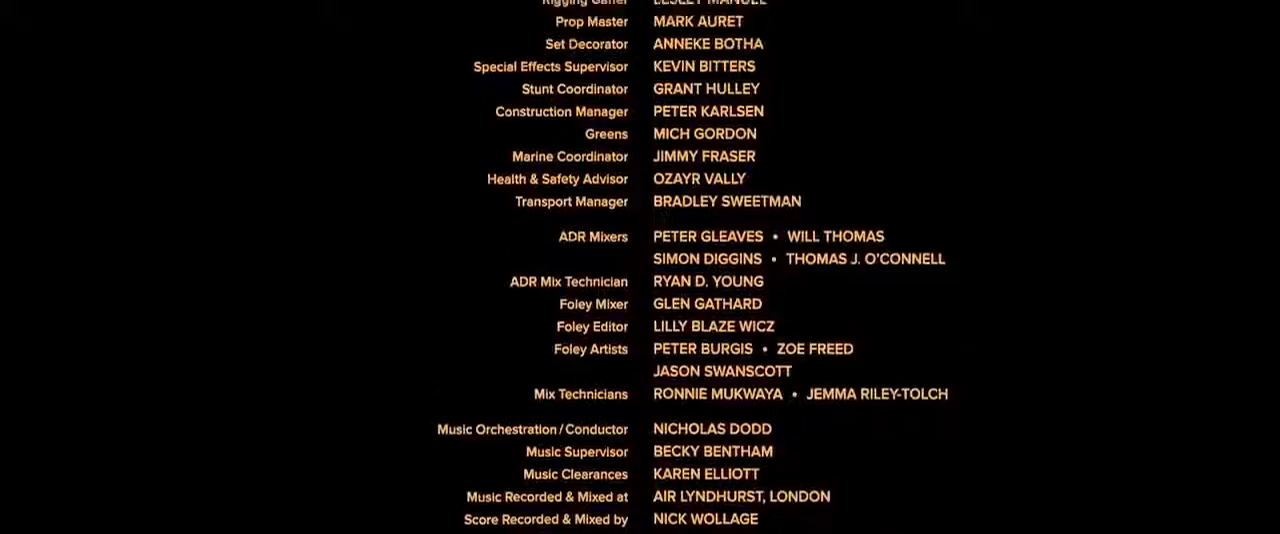 Rigging Gaffer LESLEY MANUEL
Prop Master MARK AURET
Set Decorator ANNEKE BOTHA
Special Effects Supervisor KEVIN BITTERS
Stunt Coordinator GRANT HULLEY
Construction Manager PETER KARLSEN
Greens MICH GORDON
Marine Coordinator JIMMY FRASER
Health & Safety Advisor OZAYR VALLY
Transport Manager BRADLEY SWEETMAN
ADR Mixers PETER GLEAVES • WILL THOMAS
SIMON DIGGINS • THOMAS J. O'CONNELL
ADR Mix Technician RYAN D. YOUNG
Foley Mixer GLEN GATHARD
Foley Editor LILLY BLAZE WICZ
Foley Artists PETER BURGIS • ZOE FREED
JASON SWANSCOTT
Mix Technicians RONNIE MUKWAYA • JEMMA RILEY-TOLCH
Music Orchestration / Conductor NICHOLAS DODD
Music Supervisor BECKY BENTHAM
Music Clearances KAREN ELLIOTT
Music Recorded & Mixed at AIR LYNDHURST, LONDON
Score Recorded & Mixed by NICK WOLLAGE